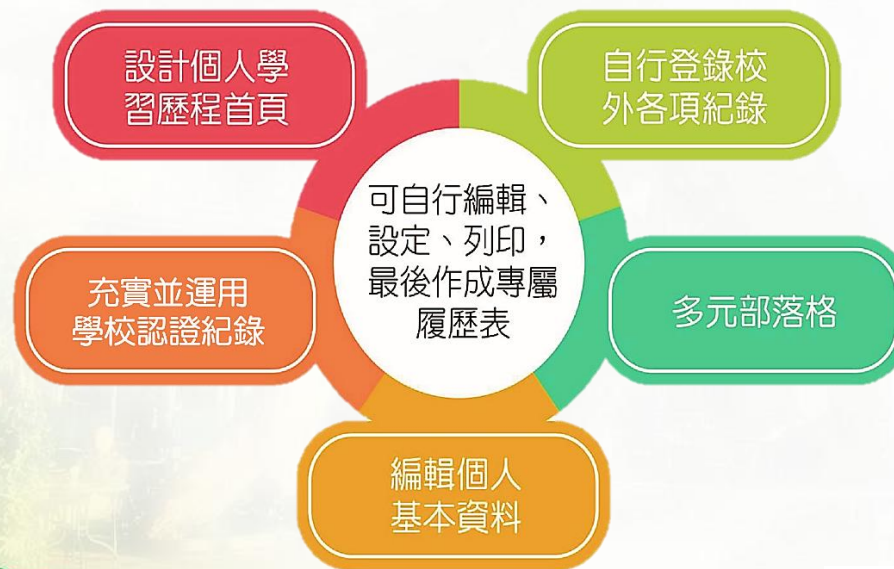 設計個人學
習歷程首頁
自行登錄校
外各項紀錄
可自行編輯、
設定、列印，
最後作成專屬
履歷表
充實並運用
學校認證紀錄
多元部落格
編輯個人
基本資料